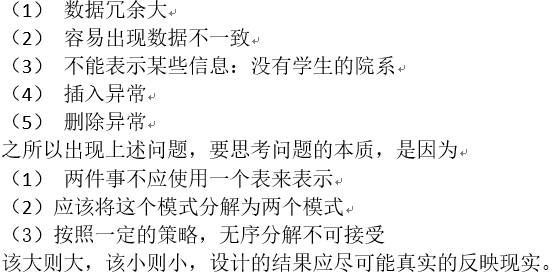 （1） 数据冗余大
（2） 容易出现数据不一致
（3） 不能表示某些信息：没有学生的院系
（4） 插入异常
（5） 删除异常
之所以出现上述问题，要思考问题的本质，是因为
（1） 两件事不应使用一个表来表示
（2）应该将这个模式分解为两个模式
（3）按照一定的策略，无序分解不可接受
该大则大，该小则小，设计的结果应尽可能真实的反映现实。